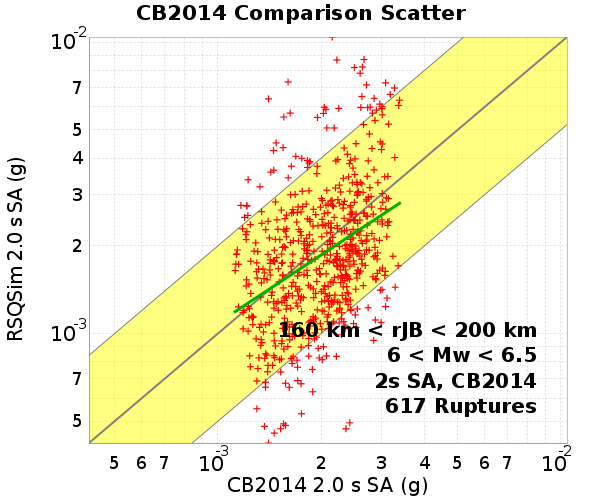 CB2014 Comparison Scatter
10-2
7
5
4
3
2
10-3
7
5
RSQSim 2.0 s SA (g)
160 km < rJB < 200 km
6 < Mw < 6.5
2s SA, CB2014
617 Ruptures
5 6 7 10-3 2 3 4 5 6 7 10-2
CB2014 2.0 s SA (g)